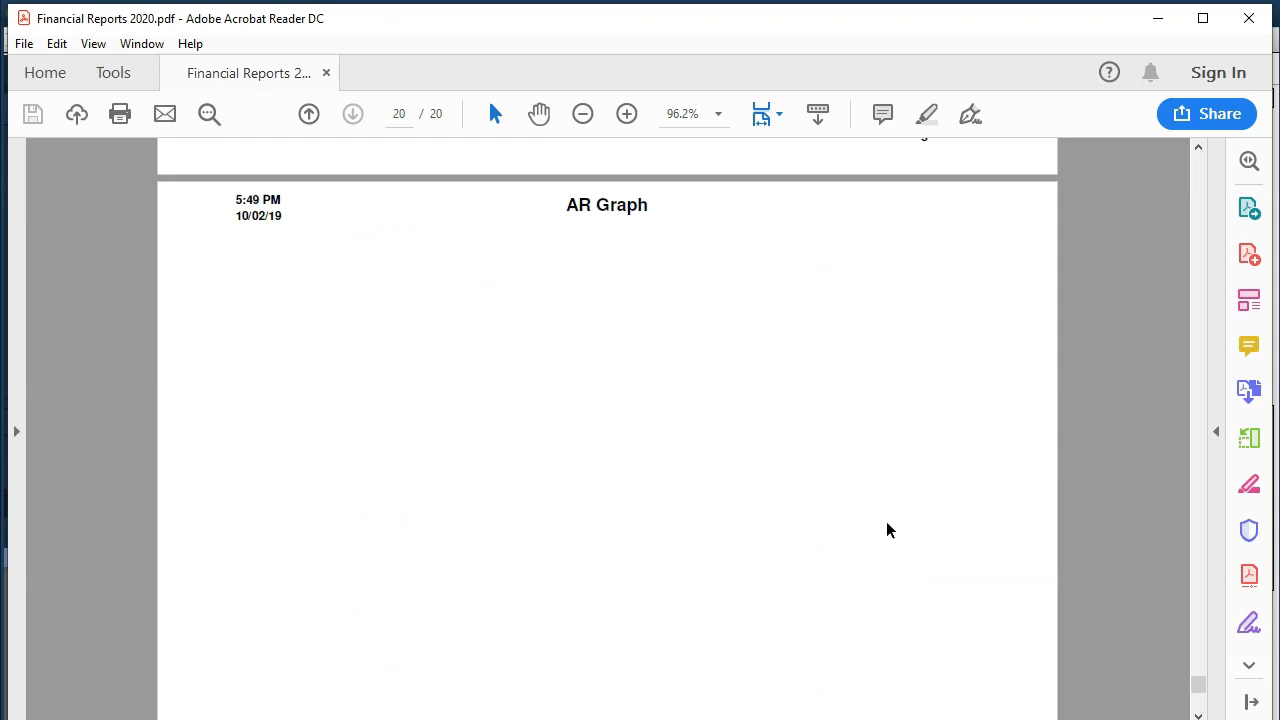 Financial Reports 2020.pdf - Adobe Acrobat Reader DC
File Edit View Window Help
Home Tools Financial Reports 2... × Sign In
20 / 20 96.2% Share
5:49 PM
10/02/19
AR Graph